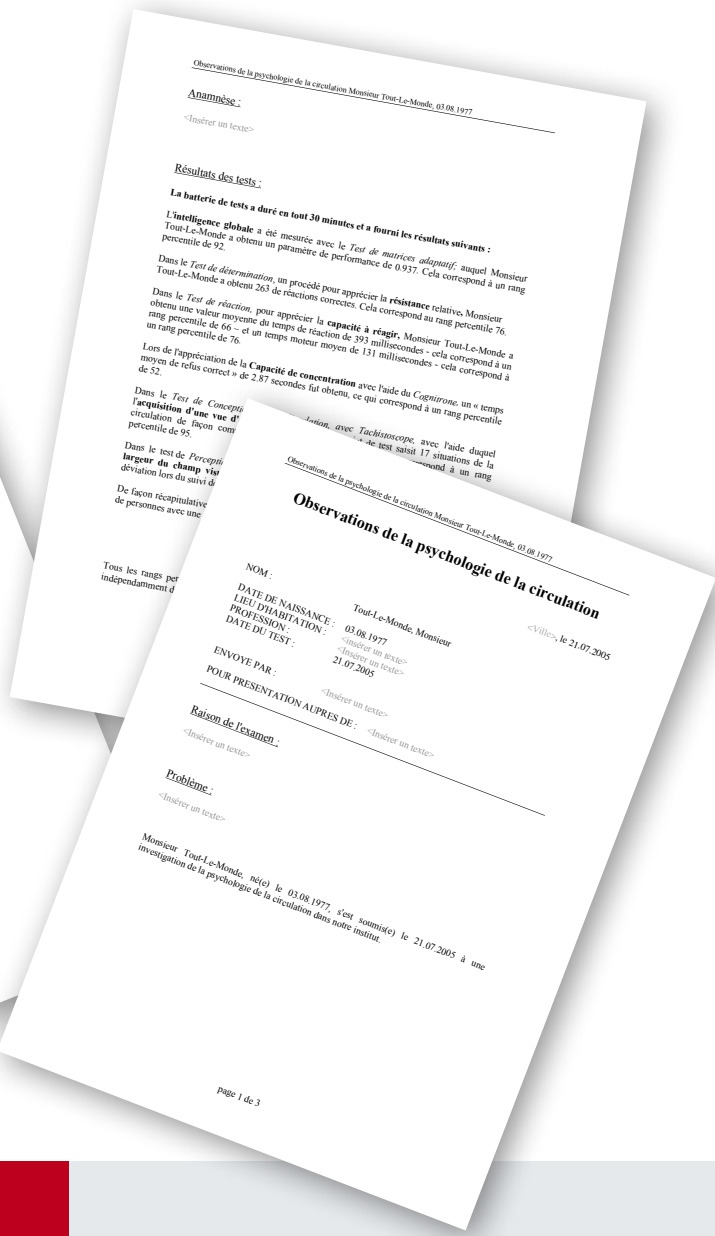 Observations de la psychologie de la circulation Monsieur Tout-Le-Monde, 03.08.1977
Anamnèse :
<Insérer un texte>
Résultats des tests :
La batterie de tests a duré en tout 30 minutes et a fourni les résultats suivants :
L'intelligence globale a été mesurée avec le Test de matrices adaptatif; auquel Monsieur
Tout-Le-Monde a obtenu un paramètre de performance de 0.937. Cela correspond à un rang
percentile de 92.
Dans le Test de détermination, un procédé pour apprécier la résistance relative, Monsieur
Tout-Le-Monde a obtenu 263 de réactions correctes. Cela correspond au rang percentile 76.
Dans le Test de réaction, pour apprécier la capacité à réagir, Monsieur Tout-Le-Monde a
obtenu une valeur moyenne du temps de réaction de 393 millisecondes - cela correspond à un
rang percentile de 66 – et un temps moteur moyen de 131 millisecondes - cela correspond à
un rang percentile de 76.
Lors de l'appréciation de la Capacité de concentration avec l'aide du Cognitrone, un « temps
moyen de refus correct » de 2.87 secondes fut obtenu, ce qui correspond à un rang percentile
de 52.
Dans le Test de Concepti
lation, avec Tachistoscope, avec l'aide duquel
l'acquisition d'une vue d'
de test saisit 17 situations de la
circulation de façon com
espond à un rang
percentile de 95.
Dans le test de Percepti
largeur du champ vis
déviation lors du suivi d
De façon récapitulative
de personnes avec une
Tous les rangs per
indépendamment d
Observations de la psychologie de la circulation Monsieur Tout-Le-Monde, 03.08.1977
Observations de la psychologie de la circulation
<Ville>, le 21.07.2005
NOM : Tout-Le-Monde, Monsieur
DATE DE NAISSANCE : 03.08.1977
LIEU D'HABITATION : <insérer un texte>
PROFESSION : <Insérer un texte>
DATE DU TEST : 21.07.2005
ENVOYE PAR : <Insérer un texte>
POUR PRESENTATION AUPRES DE : <Insérer un texte>
Raison de l'examen :
<Insérer un texte>
Problème :
<Insérer un texte>
Monsieur Tout-Le-Monde, né(e) le 03.08.1977, s'est soumis(e) le 21.07.2005 à une
investigation de la psychologie de la circulation dans notre institut.
page 1 de 3